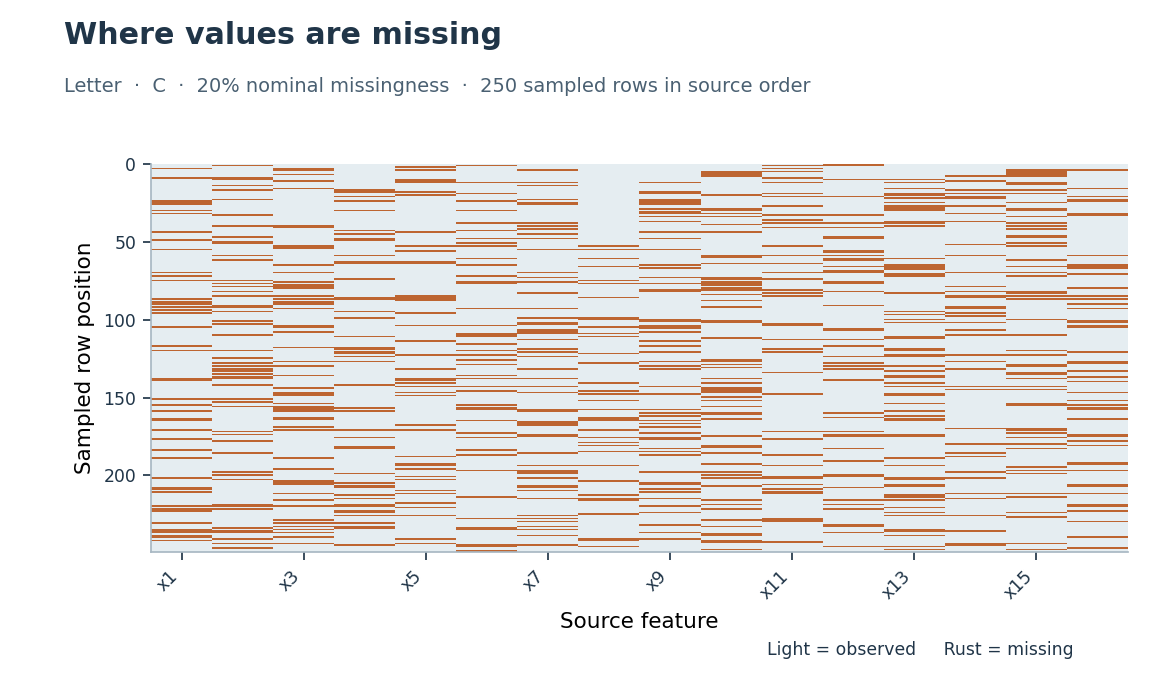 Where values are missing
Letter · C · 20% nominal missingness · 250 sampled rows in source order
0
50
100
150
200
Sampled row position
x1 x3 x5 x7 x9 x11 x13 x15
Source feature
Light = observed Rust = missing